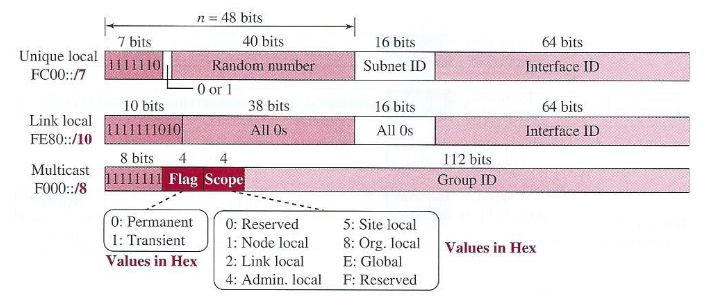 n = 48 bits
7 bits 40 bits 16 bits 64 bits
Unique local
FC00::/7
1111110 Random number Subnet ID Interface ID
0 or 1
10 bits 38 bits 16 bits 64 bits
Link local
FE80::/10
1111111010 All 0s All 0s Interface ID
8 bits 4 4 112 bits
Multicast
F000::/8
11111111 Flag Scope Group ID
0: Permanent
1: Transient
Values in Hex
0: Reserved 5: Site local
1: Node local 8: Org. local
2: Link local E: Global
4: Admin. local F: Reserved
Values in Hex